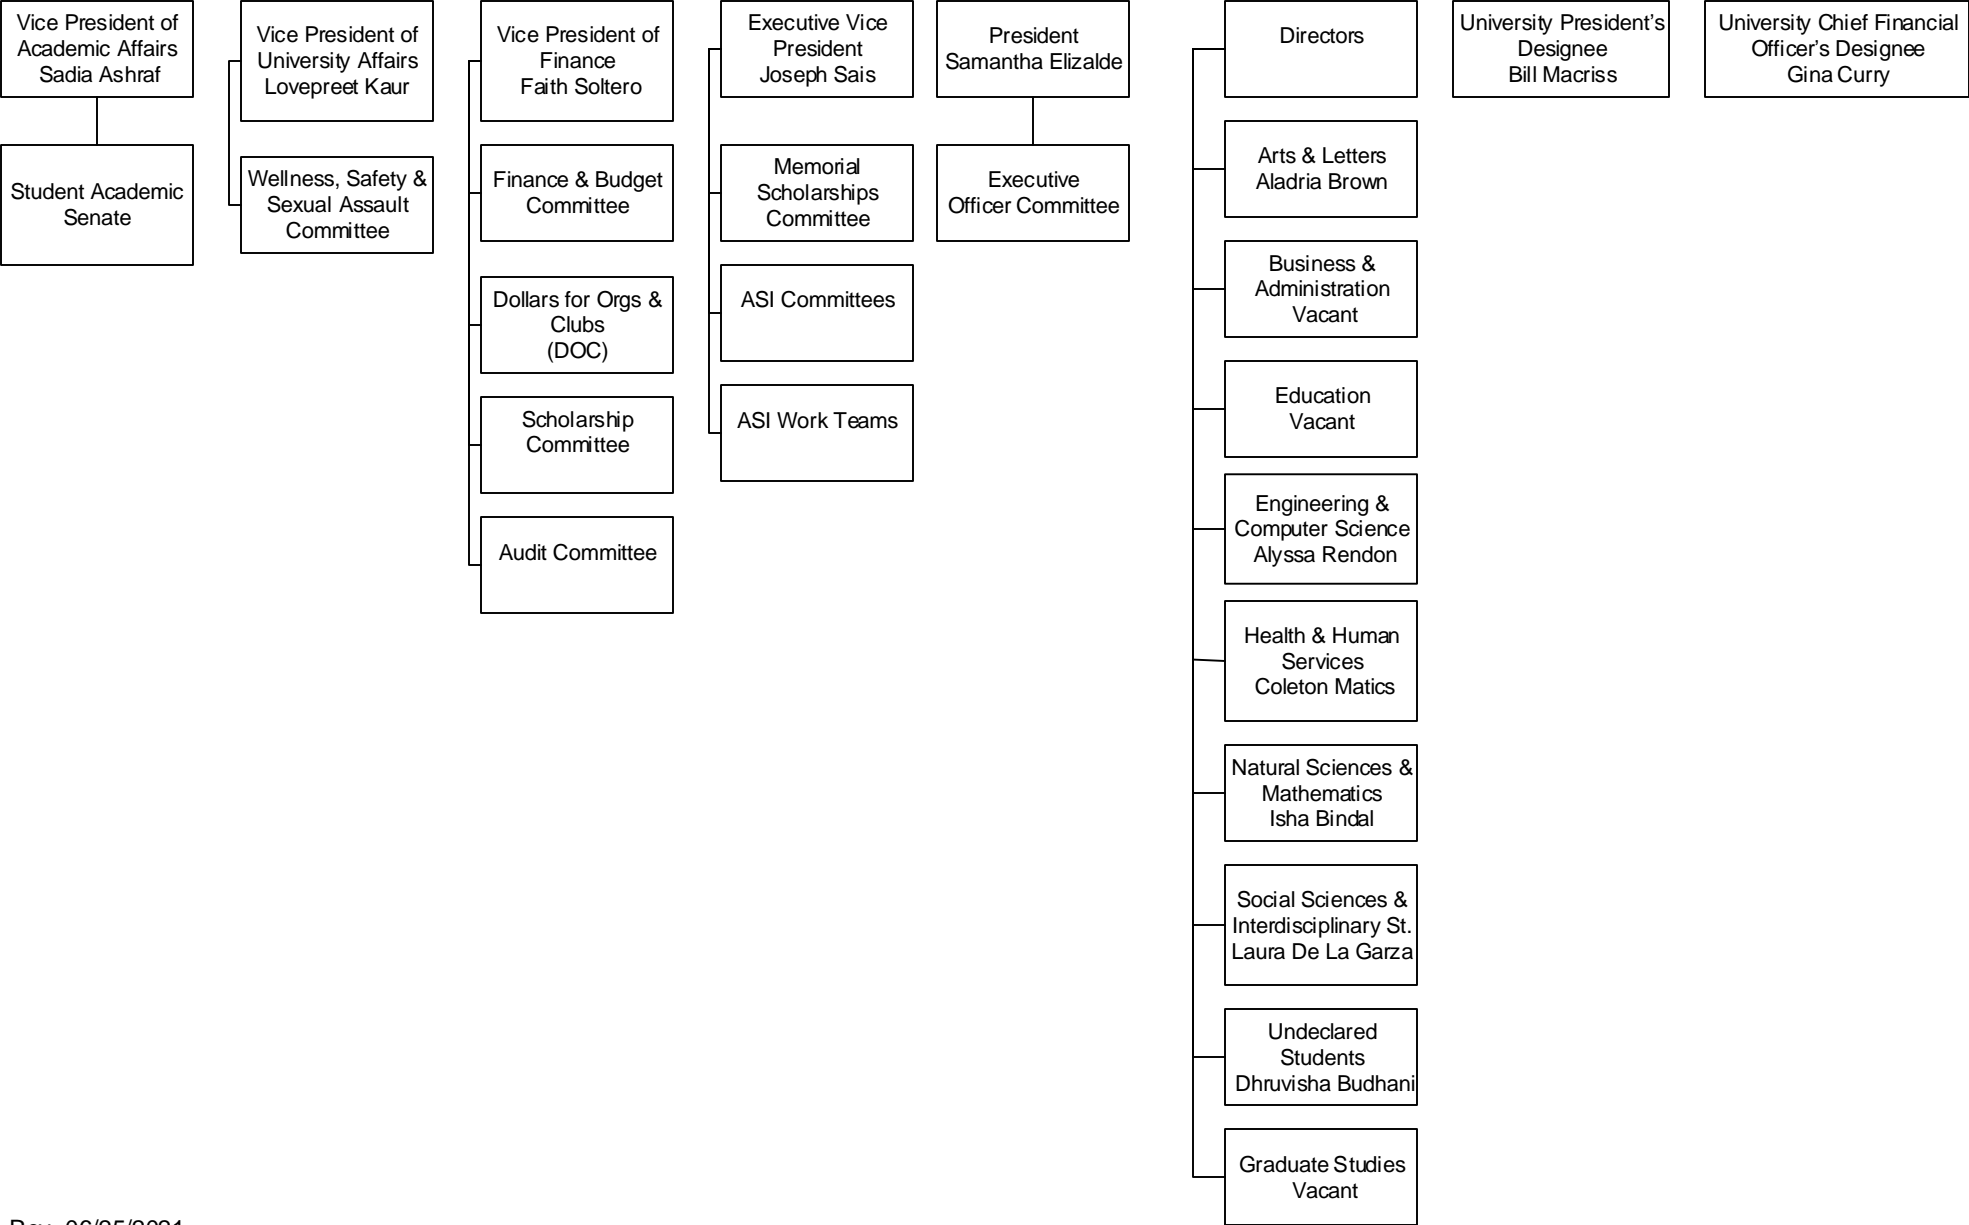 Vice President of
Academic Affairs
Sadia Ashraf
Student Academic
Senate
Vice President of
University Affairs
Lovepreet Kaur
Wellness, Safety &
Sexual Assault
Committee
Vice President of
Finance
Faith Soltero
Finance & Budget
Committee
Dollars for Orgs &
Clubs
(DOC)
Scholarship
Committee
Audit Committee
Executive Vice
President
Joseph Sais
Memorial
Scholarships
Committee
ASI Committees
ASI Work Teams
President
Samantha Elizalde
Executive
Officer Committee
Directors
Arts & Letters
Aladria Brown
Business &
Administration
Vacant
Education
Vacant
Engineering &
Computer Science
Alyssa Rendon
Health & Human
Services
Coleton Matics
Natural Sciences &
Mathematics
Isha Bindal
Social Sciences &
Interdisciplinary St.
Laura De La Garza
Undeclared
Students
Dhruvisha Budhani
Graduate Studies
Vacant
University President’s
Designee
Bill Macriss
University Chief Financial
Officer’s Designee
Gina Curry